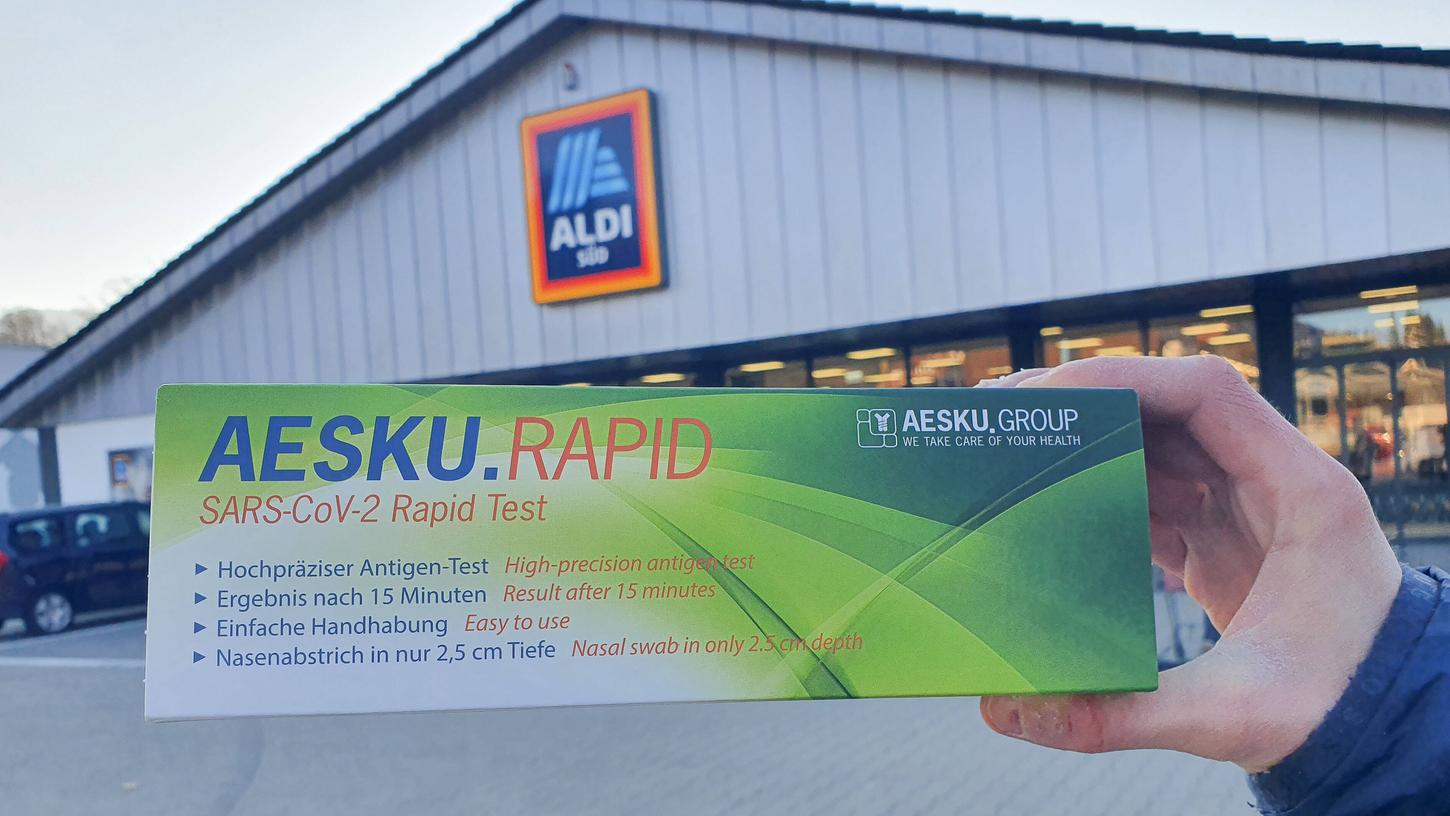 ALDI
SÜD
AESKU.RAPID
SARS-CoV-2 Rapid Test
AESKU.GROUP
WE TAKE CARE OF YOUR HEALTH
► Hochpräziser Antigen-Test High-precision antigen test
► Ergebnis nach 15 Minuten Result after 15 minutes
► Einfache Handhabung Easy to use
► Nasenabstrich in nur 2,5 cm Tiefe Nasal swab in only 2.5 cm depth